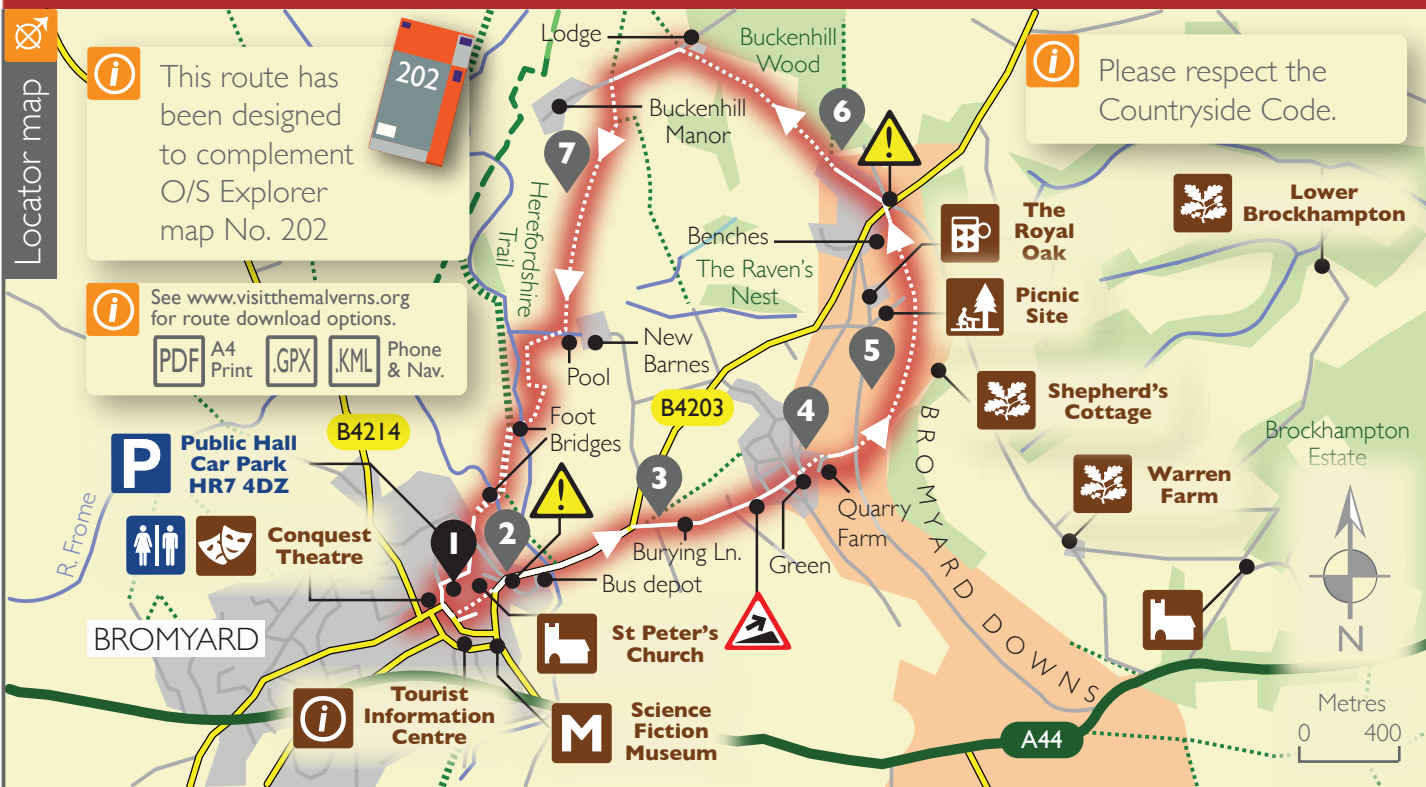 Locator map
This route has
been designed
to complement
O/S Explorer
map No. 202
202
See www.visitthemalverns.org
for route download options.
PDF
A4
Print
.GPX
.KML
Phone
& Nav.
Please respect the
Countryside Code.
Lodge
Buckenhill
Wood
Buckenhill
Manor
6
7
Herefordshire
Trail
Benches
The Raven's
Nest
The
Royal
Oak
Picnic
Site
Lower
Brockhampton
New
Barnes
Pool
5
B4203
4
Shepherd's
Cottage
Foot
Bridges
B4214
Public Hall
Car Park
HR7 4DZ
P
R. Frome
Conquest
Theatre
1
2
3
Burying Ln.
Green
Quarry
Farm
Bus depot
BROMYARD DOWNS
Brockhampton
Estate
Warren
Farm
N
BROMYARD
St Peter's
Church
Tourist
Information
Centre
M
Science
Fiction
Museum
A44
Metres
0 400